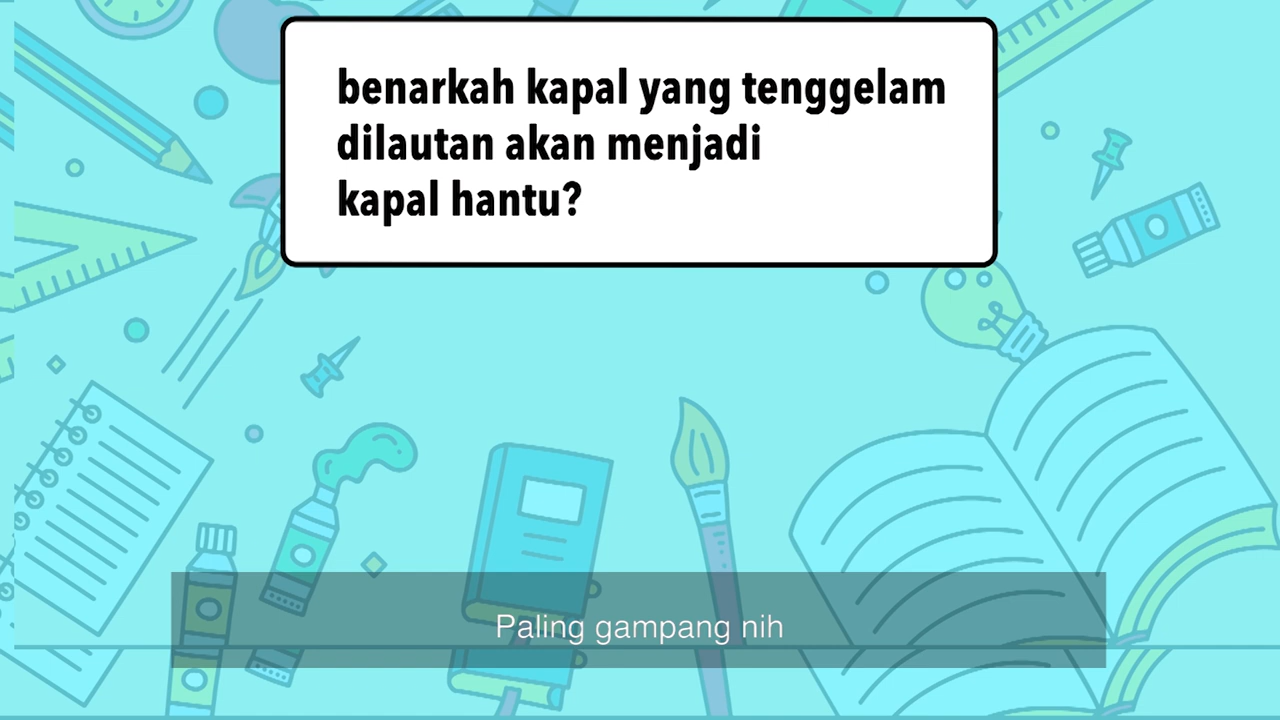 benarkah kapal yang tenggelam
dilautan akan menjadi
kapal hantu?
Paling gampang nih